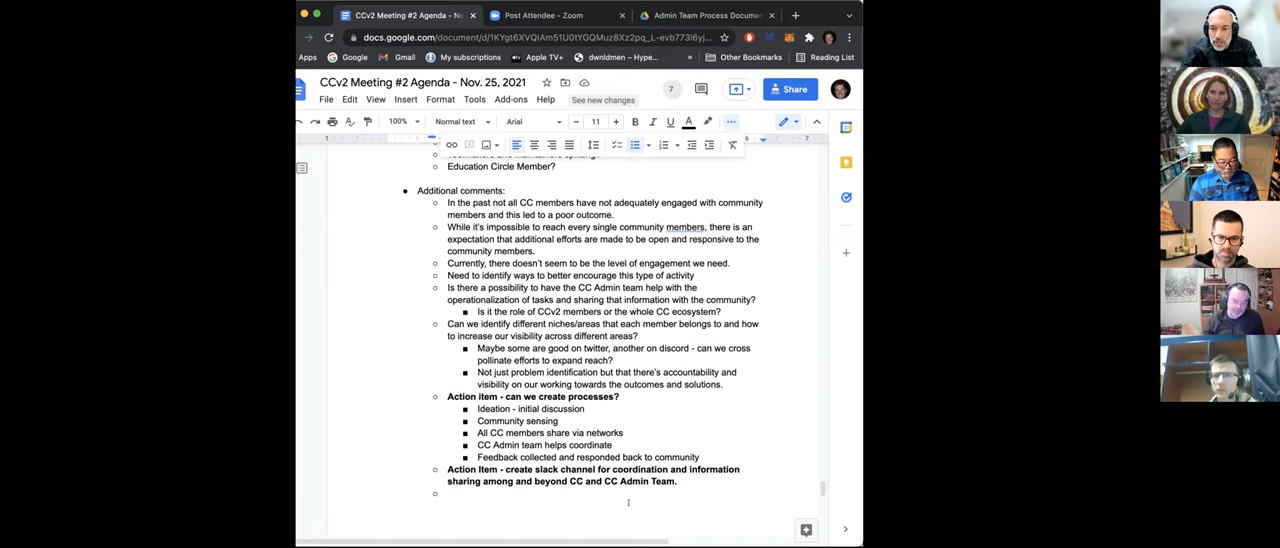 CCv2 Meeting #2 Agenda - No
Post Attendee - Zoom
Admin Team Process Documen
docs.google.com/document/d/1KYgt6XVQIAm51U0tYGQMuz8Xz2pq_L-evb773l6yj...
Apps Google Gmail My subscriptions Apple TV+ dwnldmen – Hype... » Other Bookmarks Reading List
CCv2 Meeting #2 Agenda - Nov. 25, 2021
7
Share
File Edit View Insert Format Tools Add-ons Help See new changes
100% Normal text Arial 11 B I U A
1 6 7
Education Circle Member?
Additional comments:
In the past not all CC members have not adequately engaged with community
members and this led to a poor outcome.
While it's impossible to reach every single community members, there is an
expectation that additional efforts are made to be open and responsive to the
community members.
Currently, there doesn't seem to be the level of engagement we need.
Need to identify ways to better encourage this type of activity
Is there a possibility to have the CC Admin team help with the
operationalization of tasks and sharing that information with the community?
Is it the role of CCv2 members or the whole CC ecosystem?
Can we identify different niches/areas that each member belongs to and how
to increase our visibility across different areas?
Maybe some are good on twitter, another on discord - can we cross
pollinate efforts to expand reach?
Not just problem identification but that there's accountability and
visibility on our working towards the outcomes and solutions.
Action item - can we create processes?
Ideation - initial discussion
Community sensing
All CC members share via networks
CC Admin team helps coordinate
Feedback collected and responded back to community
Action Item - create slack channel for coordination and information
sharing among and beyond CC and CC Admin Team.